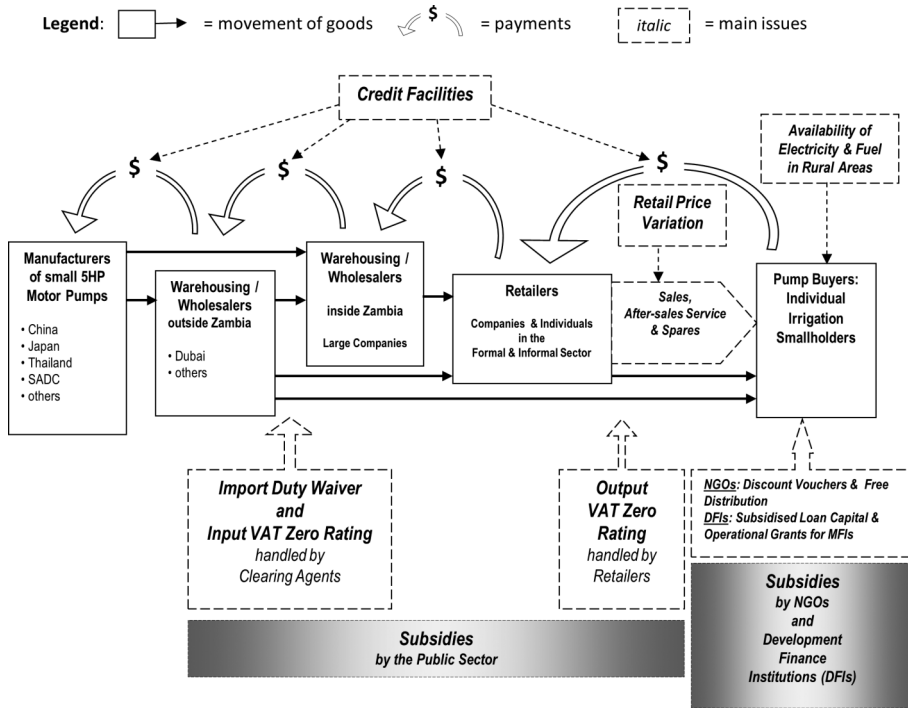 Legend: = movement of goods
$
= payments
italic = main issues
Credit Facilities
$
$
$
$
Availability of
Electricity & Fuel
in Rural Areas
Retail Price
Variation
Manufacturers
of small 5HP
Motor Pumps
• China
• Japan
• Thailand
• SADC
• others
Warehousing /
Wholesalers
outside Zambia
• Dubai
• others
Warehousing /
Wholesalers
inside Zambia
Large Companies
Retailers
Companies & Individuals
in the
Formal & Informal Sector
Sales,
After-sales Service
& Spares
Pump Buyers:
Individual
Irrigation
Smallholders
Import Duty Waiver
and
Input VAT Zero Rating
handled by
Clearing Agents
Output
VAT Zero
Rating
handled by
Retailers
NGOs: Discount Vouchers & Free
Distribution
DFIs: Subsidised Loan Capital &
Operational Grants for MFIs
Subsidies
by the Public Sector
Subsidies
by NGOs
and
Development
Finance
Institutions (DFIs)